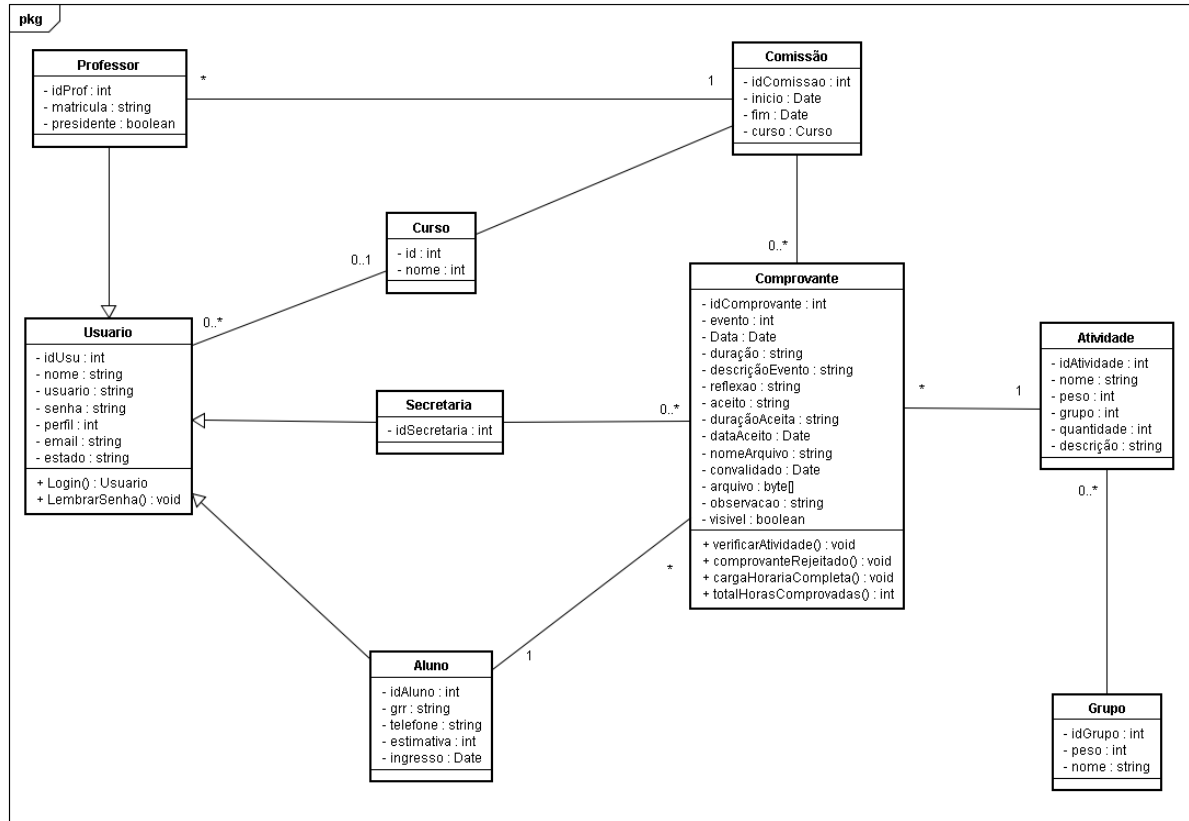 pkg
Professor
- idProf : int
- matricula : string
- presidente : boolean
*
1
Comissão
- idComissao : int
- inicio : Date
- fim : Date
- curso : Curso
Curso
- id : int
- nome : int
0..1
0..*
0..*
Usuario
- idUsu : int
- nome : string
- usuario : string
- senha : string
- perfil : int
- email : string
- estado : string
+ Login() : Usuario
+ LembrarSenha() : void
Secretaria
- idSecretaria : int
0..*
Comprovante
- idComprovante : int
- evento : int
- Data : Date
- duração : string
- descriçãoEvento : string
- reflexao : string
- aceito : string
- duraçãoAceita : string
- dataAceito : Date
- nomeArquivo : string
- convalidado : Date
- arquivo : byte[]
- observacao : string
- visivel : boolean
+ verificarAtividade() : void
+ comprovanteRejeitado() : void
+ cargaHorariaCompleta() : void
+ totalHorasComprovadas() : int
*
1
Atividade
- idAtividade : int
- nome : string
- peso : int
- grupo : int
- quantidade : int
- descrição : string
0..*
*
1
Aluno
- idAluno : int
- grr : string
- telefone : string
- estimativa : int
- ingresso : Date
Grupo
- idGrupo : int
- peso : int
- nome : string